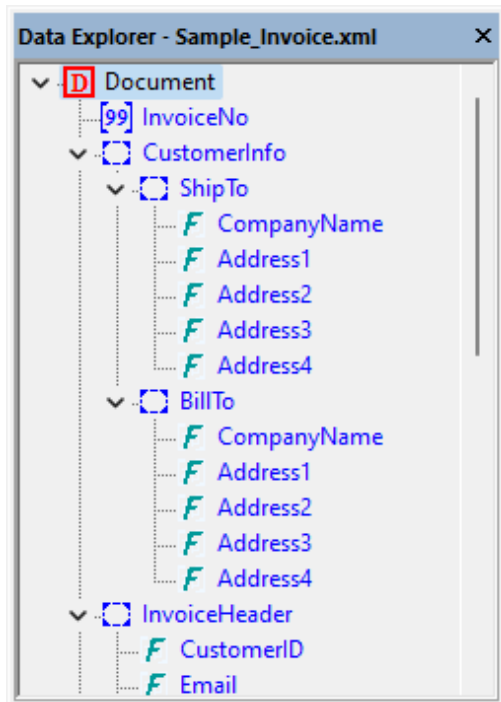 Data Explorer - Sample_Invoice.xml
D Document
[99] InvoiceNo
CustomerInfo
ShipTo
F CompanyName
F Address1
F Address2
F Address3
F Address4
BillTo
F CompanyName
F Address1
F Address2
F Address3
F Address4
InvoiceHeader
F CustomerID
F Email